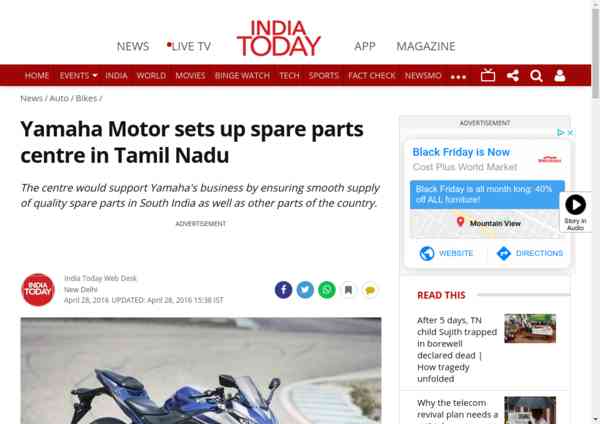 NEWS
LIVE TV
INDIA
TODAY
APP
MAGAZINE
HOME EVENTS INDIA WORLD MOVIES BINGE WATCH TECH SPORTS FACT CHECK NEWSMO
News / Auto / Bikes /
Yamaha Motor sets up spare parts
centre in Tamil Nadu
The centre would support Yamaha's business by ensuring smooth supply
of quality spare parts in South India as well as other parts of the country.
ADVERTISEMENT
INDIA
TODAY
India Today Web Desk
New Delhi
April 28, 2016 UPDATED: April 28, 2016 15:38 IST
ADVERTISEMENT
Black Friday is Now
Cost Plus World Market
Black Friday is all month long: 40%
off ALL furniture!
Mountain View
WEBSITE
DIRECTIONS
Story in
Audio
READ THIS
After 5 days, TN
child Sujith trapped
in borewell
declared dead |
How tragedy
unfolded
Why the telecom
revival plan needs a